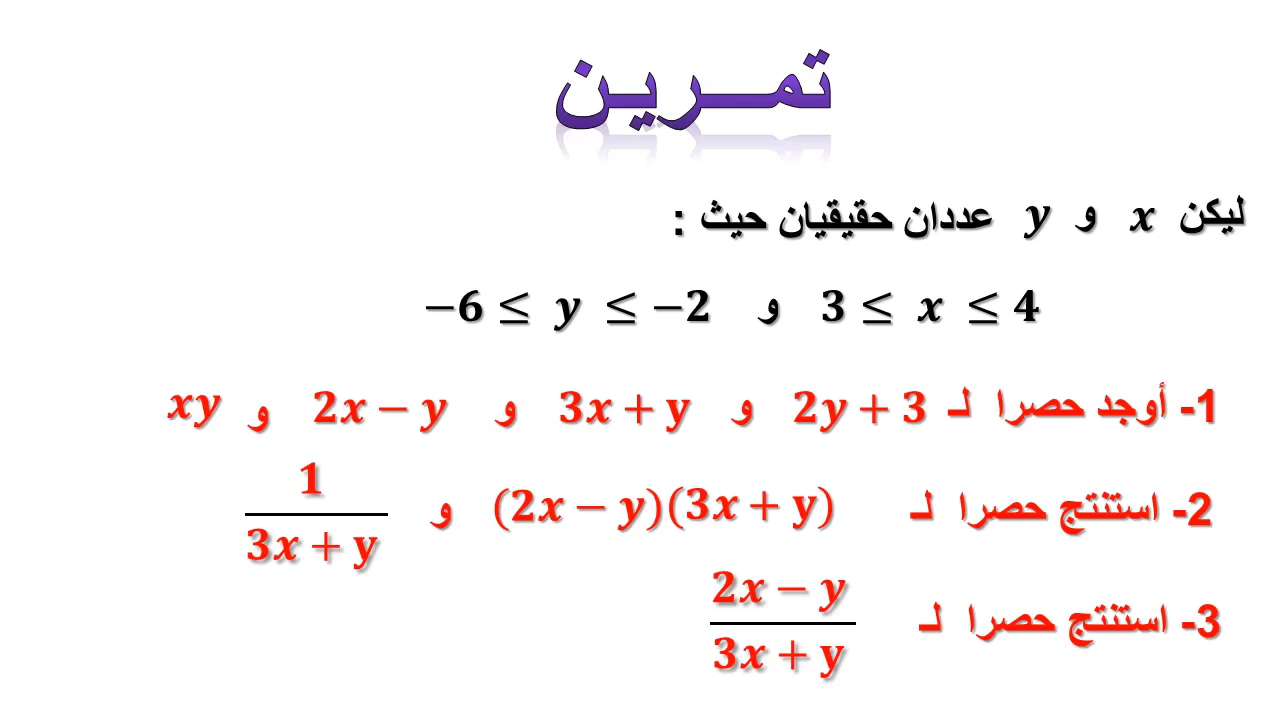 تمـــرين
ليكن x و y عددان حقيقيان حيث :
3 ≤ x ≤ 4 و −6 ≤ y ≤ −2
1- أوجد حصرا لـ 2y + 3 و 3x + y و 2x − y و xy
2- استنتج حصرا لـ (2x − y)(3x + y) و 1/(3x + y)
3- استنتج حصرا لـ (2x − y)/(3x + y)